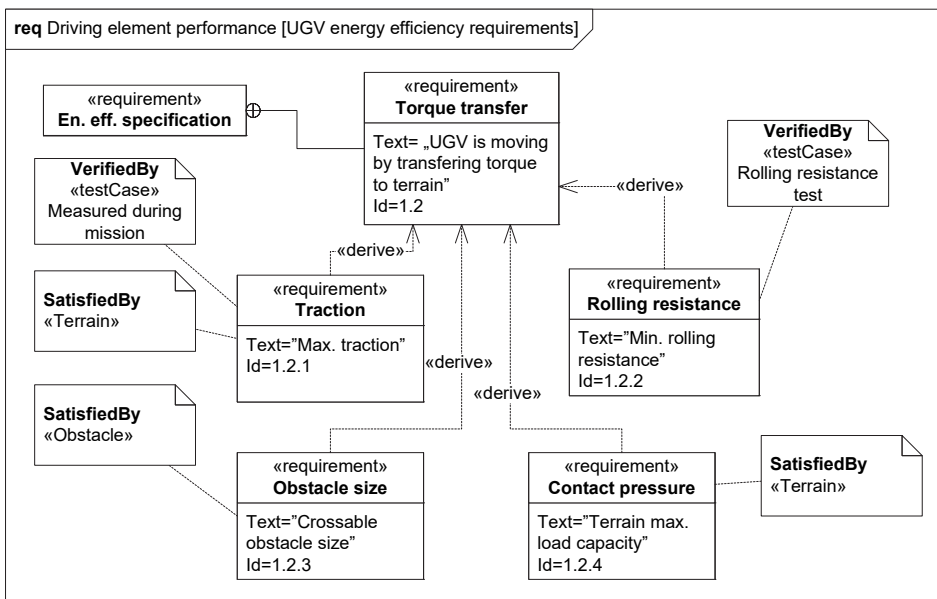 req Driving element performance [UGV energy efficiency requirements]
«requirement»
En. eff. specification
«requirement»
Torque transfer
Text= „UGV is moving
by transfering torque
to terrain”
Id=1.2
VerifiedBy
«testCase»
Rolling resistance
test
VerifiedBy
«testCase»
Measured during
mission
«derive»
«derive»
SatisfiedBy
«Terrain»
«requirement»
Traction
Text=”Max. traction”
Id=1.2.1
«requirement»
Rolling resistance
Text=”Min. rolling
resistance”
Id=1.2.2
«derive»
«derive»
SatisfiedBy
«Obstacle»
«requirement»
Obstacle size
Text=”Crossable
obstacle size”
Id=1.2.3
«requirement»
Contact pressure
Text=”Terrain max.
load capacity”
Id=1.2.4
SatisfiedBy
«Terrain»